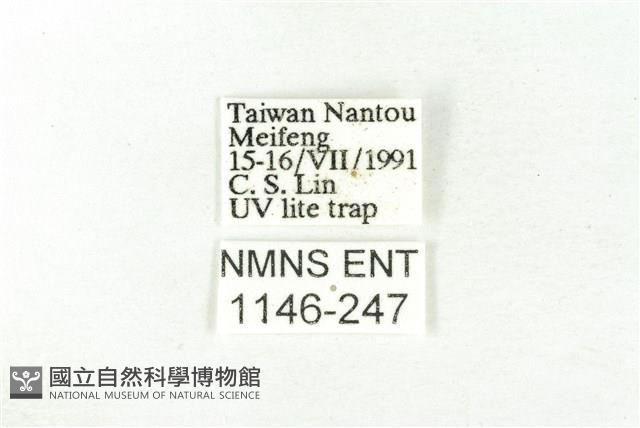 Taiwan Nantou
Meifeng
15-16/VII/1991
C. S. Lin
UV lite trap
NMNS ENT
1146-247
國立自然科學博物館
NATIONAL MUSEUM OF NATURAL SCIENCE